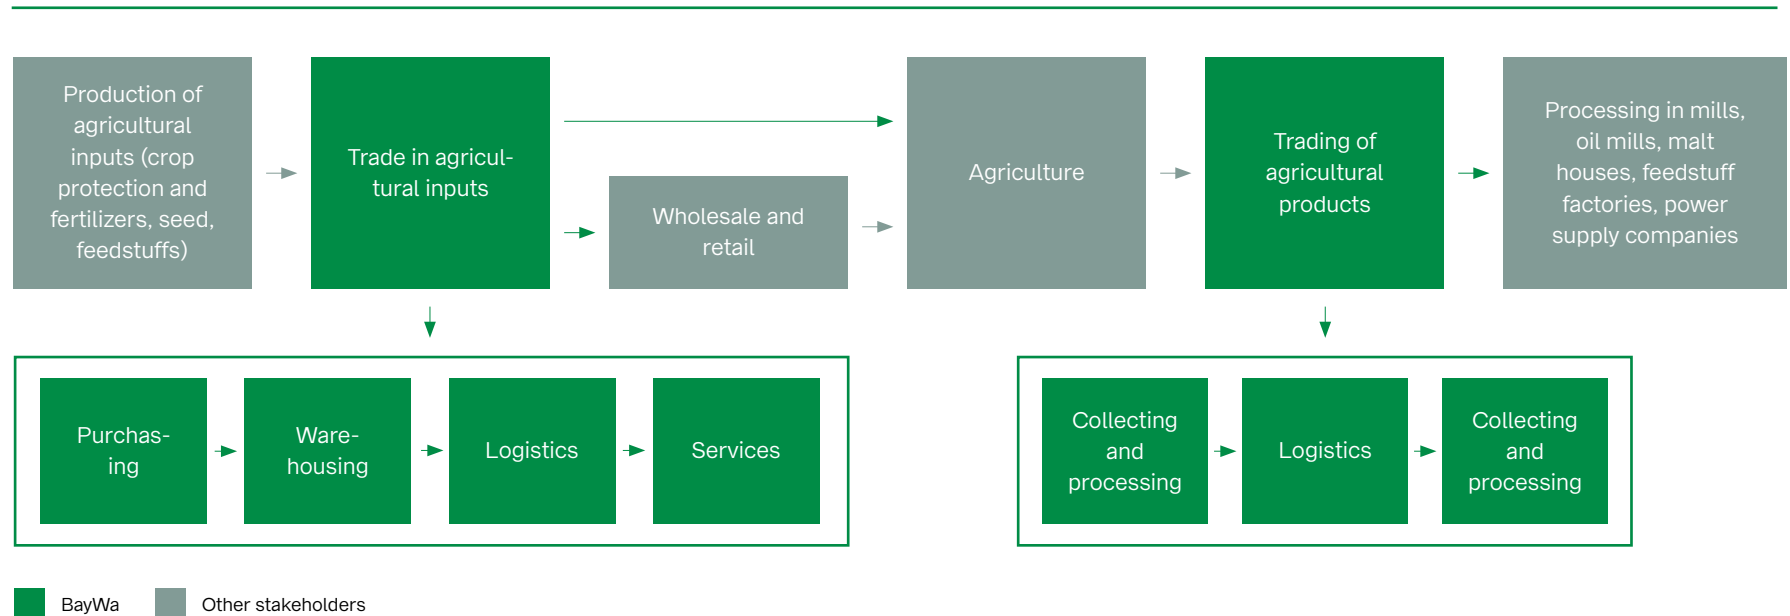 Production of
agricultural
inputs (crop
protection and
fertilizers, seed,
feedstuffs)
Trade in agricul-
tural inputs
Wholesale and
retail
Agriculture
Trading of
agricultural
products
Processing in mills,
oil mills, malt
houses, feedstuff
factories, power
supply companies
Purchas-
ing
Ware-
housing
Logistics
Services
Collecting
and
processing
Logistics
Collecting
and
processing
BayWa
Other stakeholders